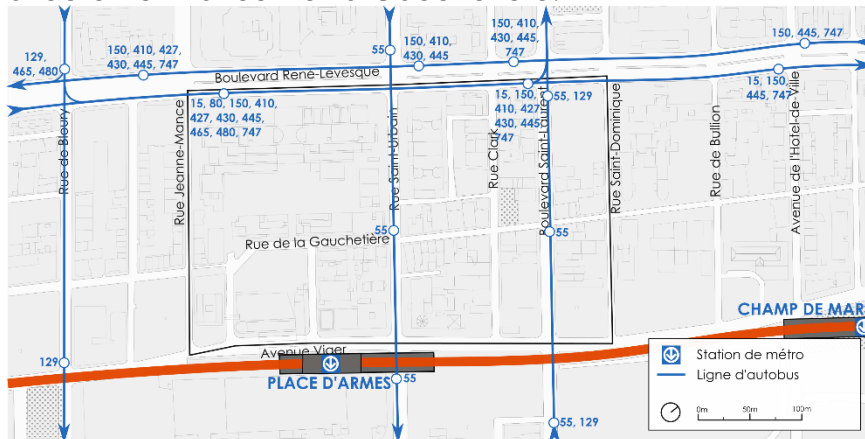 129,
465, 480
150, 410, 427,
430, 445, 747
55
150, 410,
430, 445
150, 410,
430, 445,
747
150, 445, 747
Boulevard René-Lévesque
15, 80, 150, 410,
427, 430, 445,
465, 480, 747
15, 150,
410, 427
430, 445
747
55, 129
15, 150,
445, 747
Rue de Bleury
Rue Jeanne-Mance
Rue Saint-Urbain
Rue Clark
Boulevard Saint-Laurent
Rue Saint-Dominique
Rue de Bullion
Avenue de l'Hotel-de-Ville
55
55
Rue de la Gauchetière
129
Avenue Viger
PLACE D'ARMES
55
CHAMP DE MAR
55, 129
Station de métro
Ligne d'autobus
0m 50m 100m